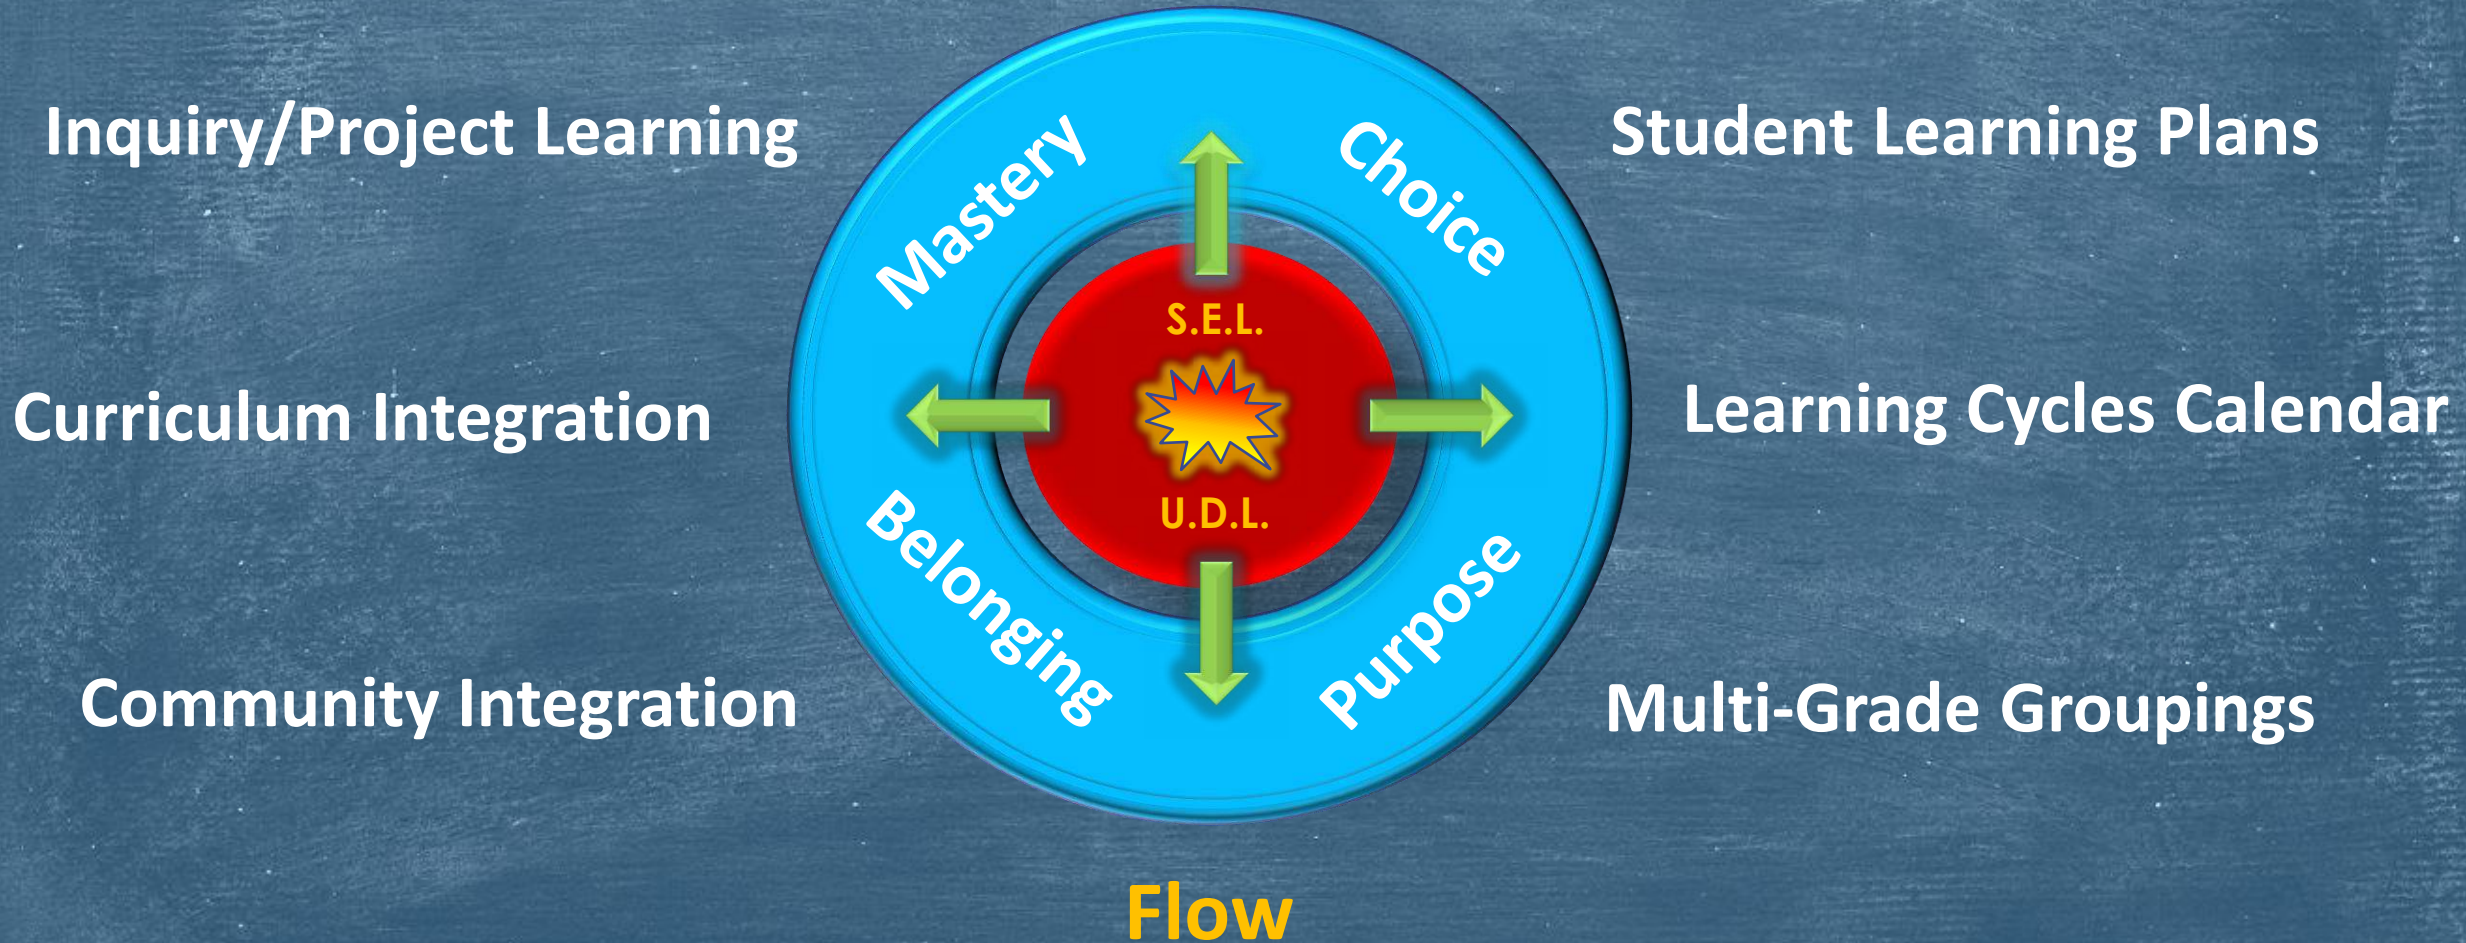 Inquiry/Project Learning
Mastery
Choice
Student Learning Plans
S.E.L.
Curriculum Integration
Learning Cycles Calendar
U.D.L.
Belonging
Purpose
Community Integration
Multi-Grade Groupings
Flow